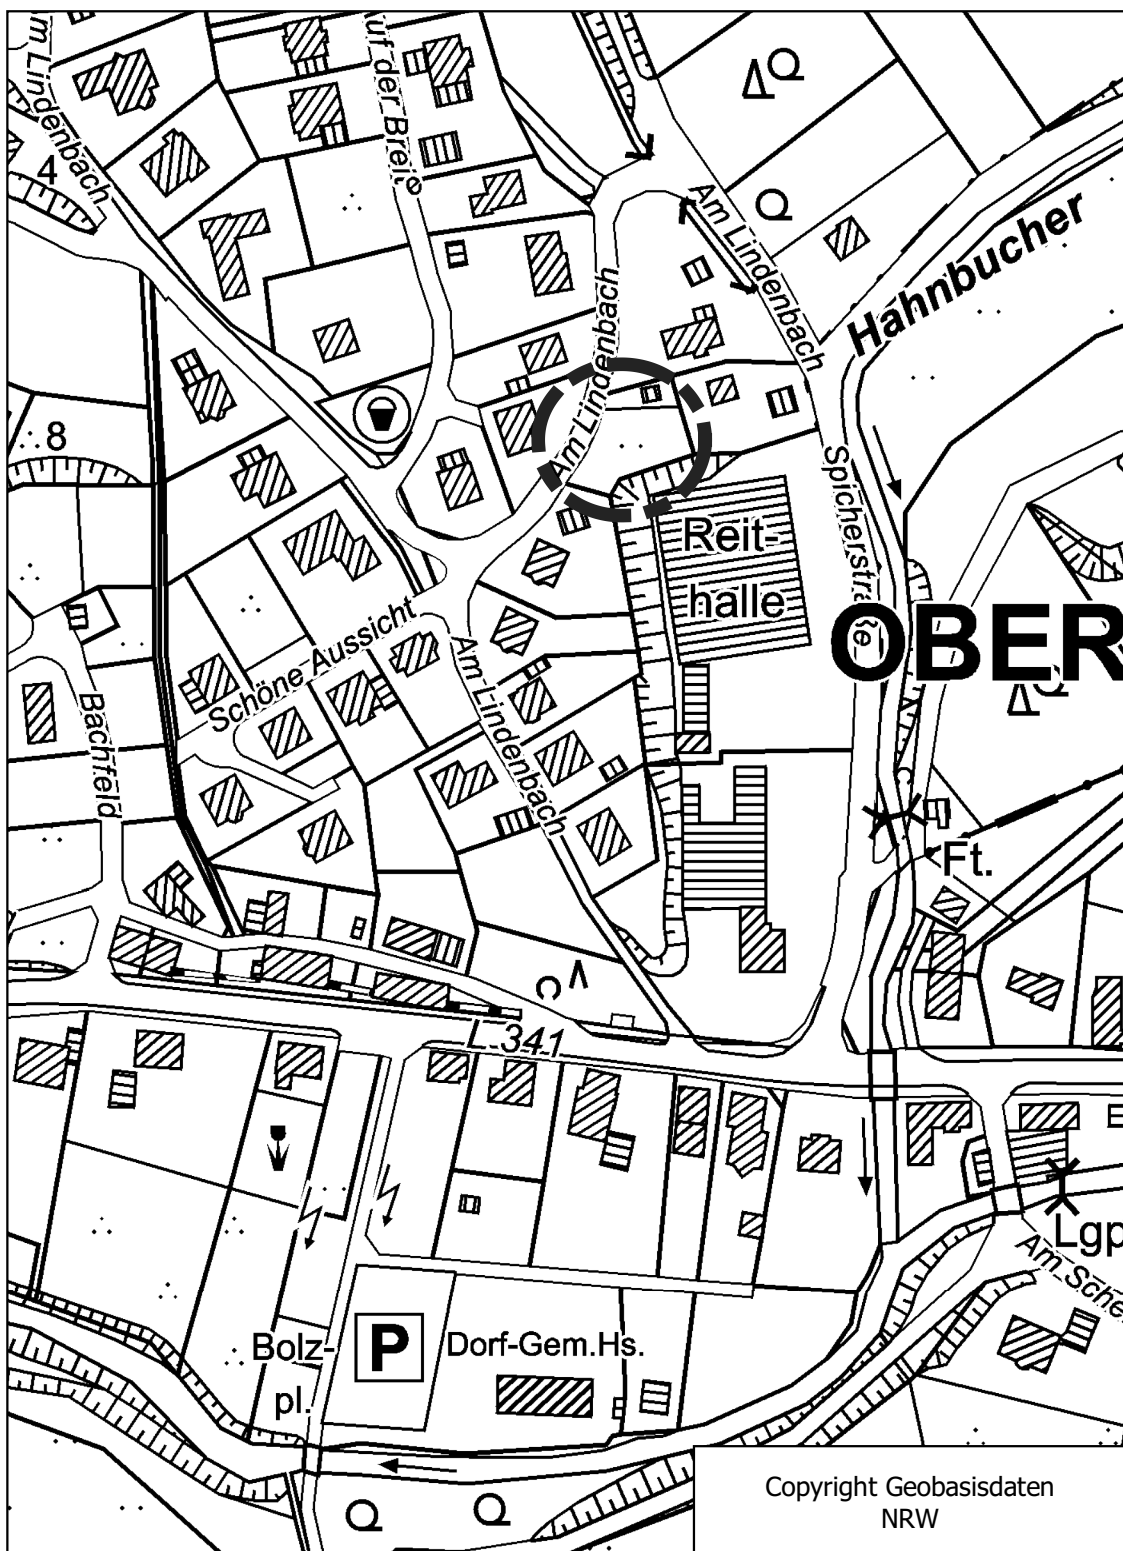 Am Lindenbach
Auf der Breite
4
Am Lindenbach
Hahnbucher
Am Lindenbach
8
Spicherstraße
Reit-
halle
OBER
Schöne Aussicht
Am Lindenbach
Bachfeld
Ft.
L 341
Lgp
Am Sche
Bolz-
pl.
P
Dorf-Gem.Hs.
Copyright Geobasisdaten
NRW